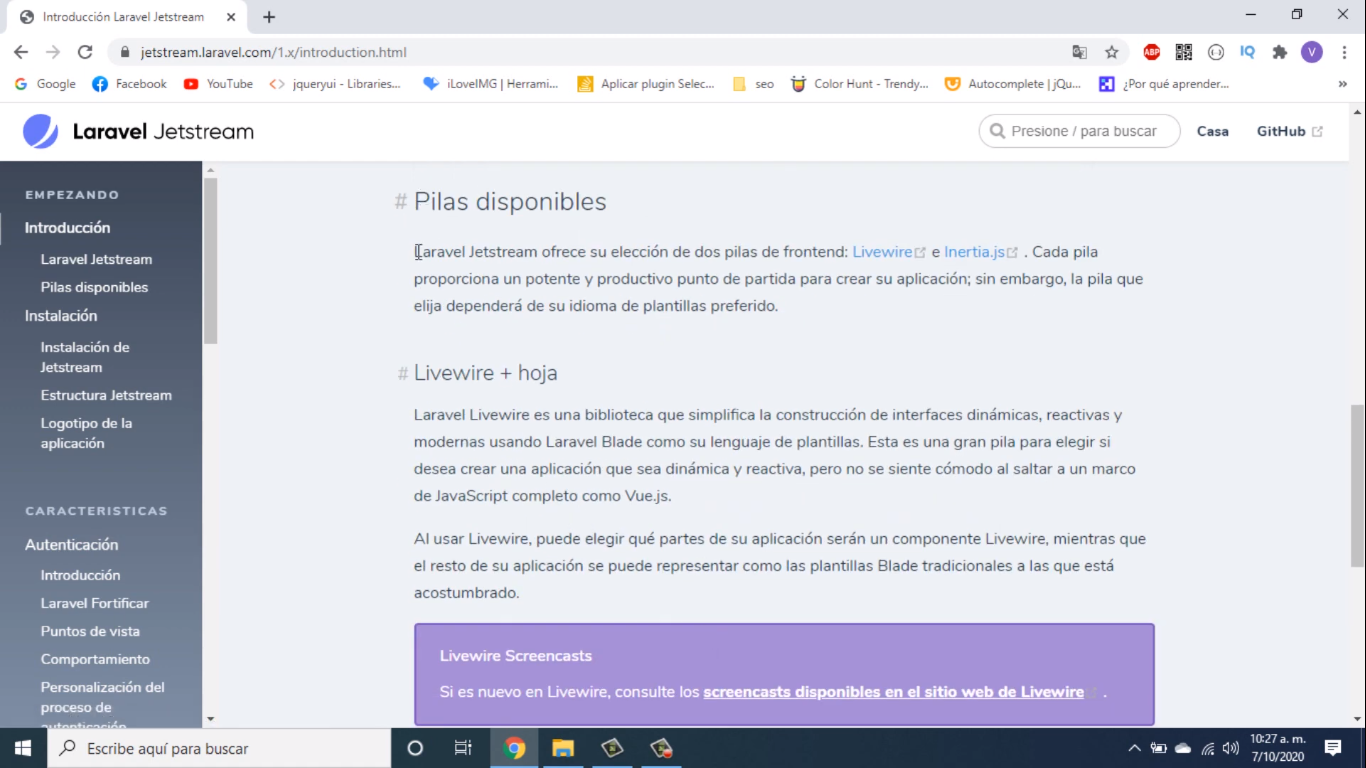 Introducción Laravel Jetstream
jetstream.laravel.com/1.x/introduction.html
ABP
IQ
V
Google
Facebook
YouTube
jqueryui - Libraries...
iLoveIMG | Herrami...
Aplicar plugin Selec...
seo
Color Hunt - Trendy...
Autocomplete | jQu...
¿Por qué aprender...
»
Laravel Jetstream
Presione / para buscar
Casa
GitHub
EMPEZANDO
Introducción
Laravel Jetstream
Pilas disponibles
Instalación
Instalación de
Jetstream
Estructura Jetstream
Logotipo de la
aplicación
CARACTERISTICAS
Autenticación
Introducción
Laravel Fortificar
Puntos de vista
Comportamiento
Personalización del
proceso de
autenticación
# Pilas disponibles
Laravel Jetstream ofrece su elección de dos pilas de frontend: Livewire e Inertia.js . Cada pila
proporciona un potente y productivo punto de partida para crear su aplicación; sin embargo, la pila que
elija dependerá de su idioma de plantillas preferido.
# Livewire + hoja
Laravel Livewire es una biblioteca que simplifica la construcción de interfaces dinámicas, reactivas y
modernas usando Laravel Blade como su lenguaje de plantillas. Esta es una gran pila para elegir si
desea crear una aplicación que sea dinámica y reactiva, pero no se siente cómodo al saltar a un marco
de JavaScript completo como Vue.js.
Al usar Livewire, puede elegir qué partes de su aplicación serán un componente Livewire, mientras que
el resto de su aplicación se puede representar como las plantillas Blade tradicionales a las que está
acostumbrado.
Livewire Screencasts
Si es nuevo en Livewire, consulte los screencasts disponibles en el sitio web de Livewire .
Escribe aquí para buscar
10:27 a. m.
7/10/2020